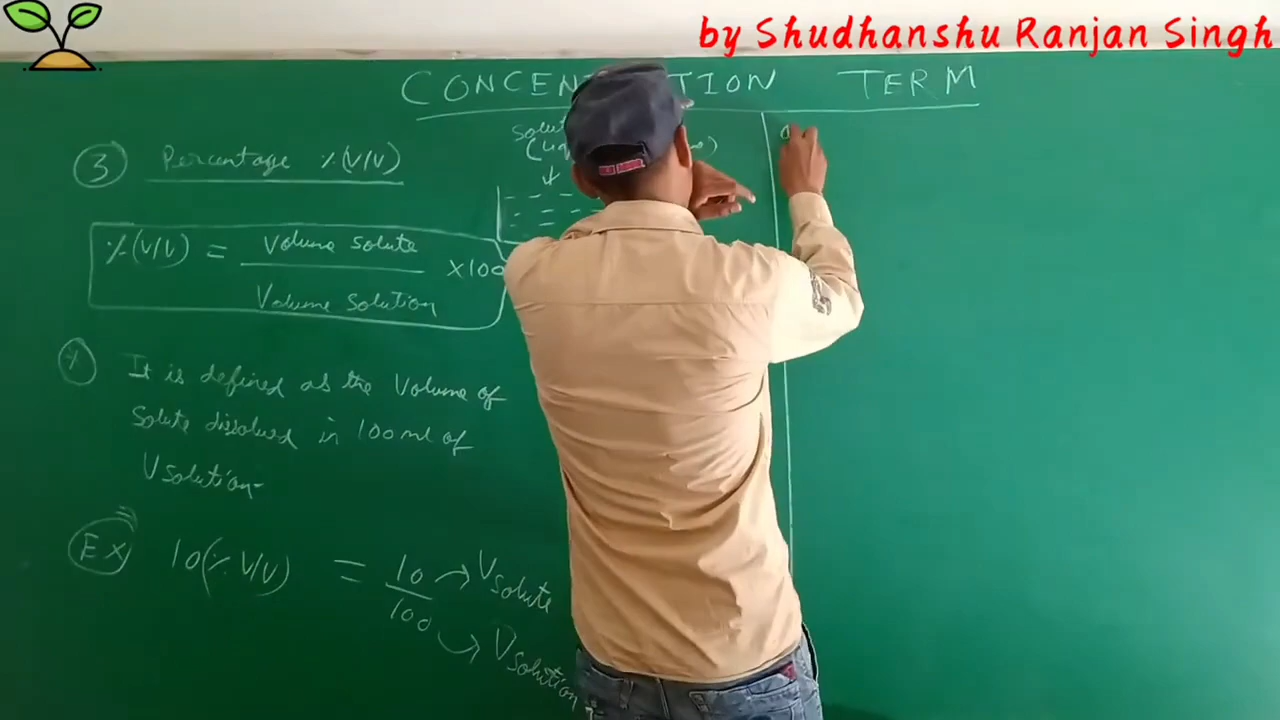 by Shudhanshu Ranjan Singh
CONCEN TION TERM
3 Percentage %(V/V)
%(V/V) = Volume Solute
Volume Solution
×100
It is defined as the Volume of
Solute dissolved in 100 ml of
V Solution-
Ex 10(% V/V) = 10 → V Solute
100 → V Solution